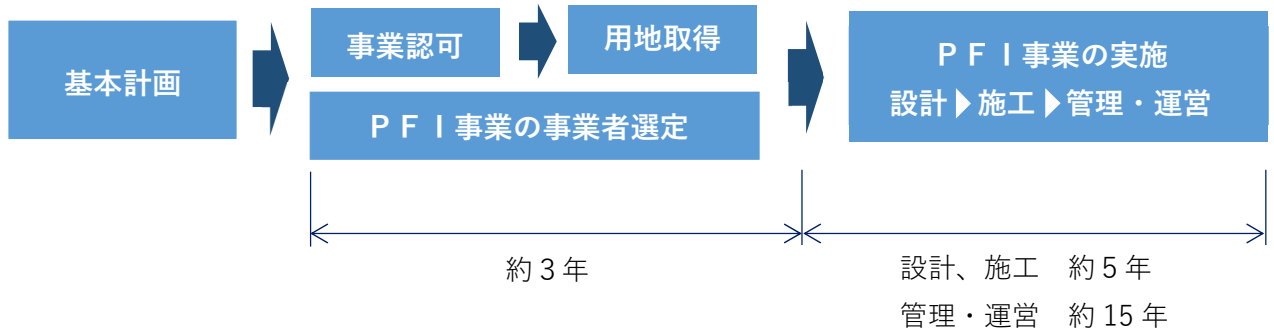 基本計画
事業認可
用地取得
ＰＦＩ事業の事業者選定
ＰＦＩ事業の実施
設計▶施工▶管理・運営
約３年
設計、施工　約５年
管理・運営　約 15 年